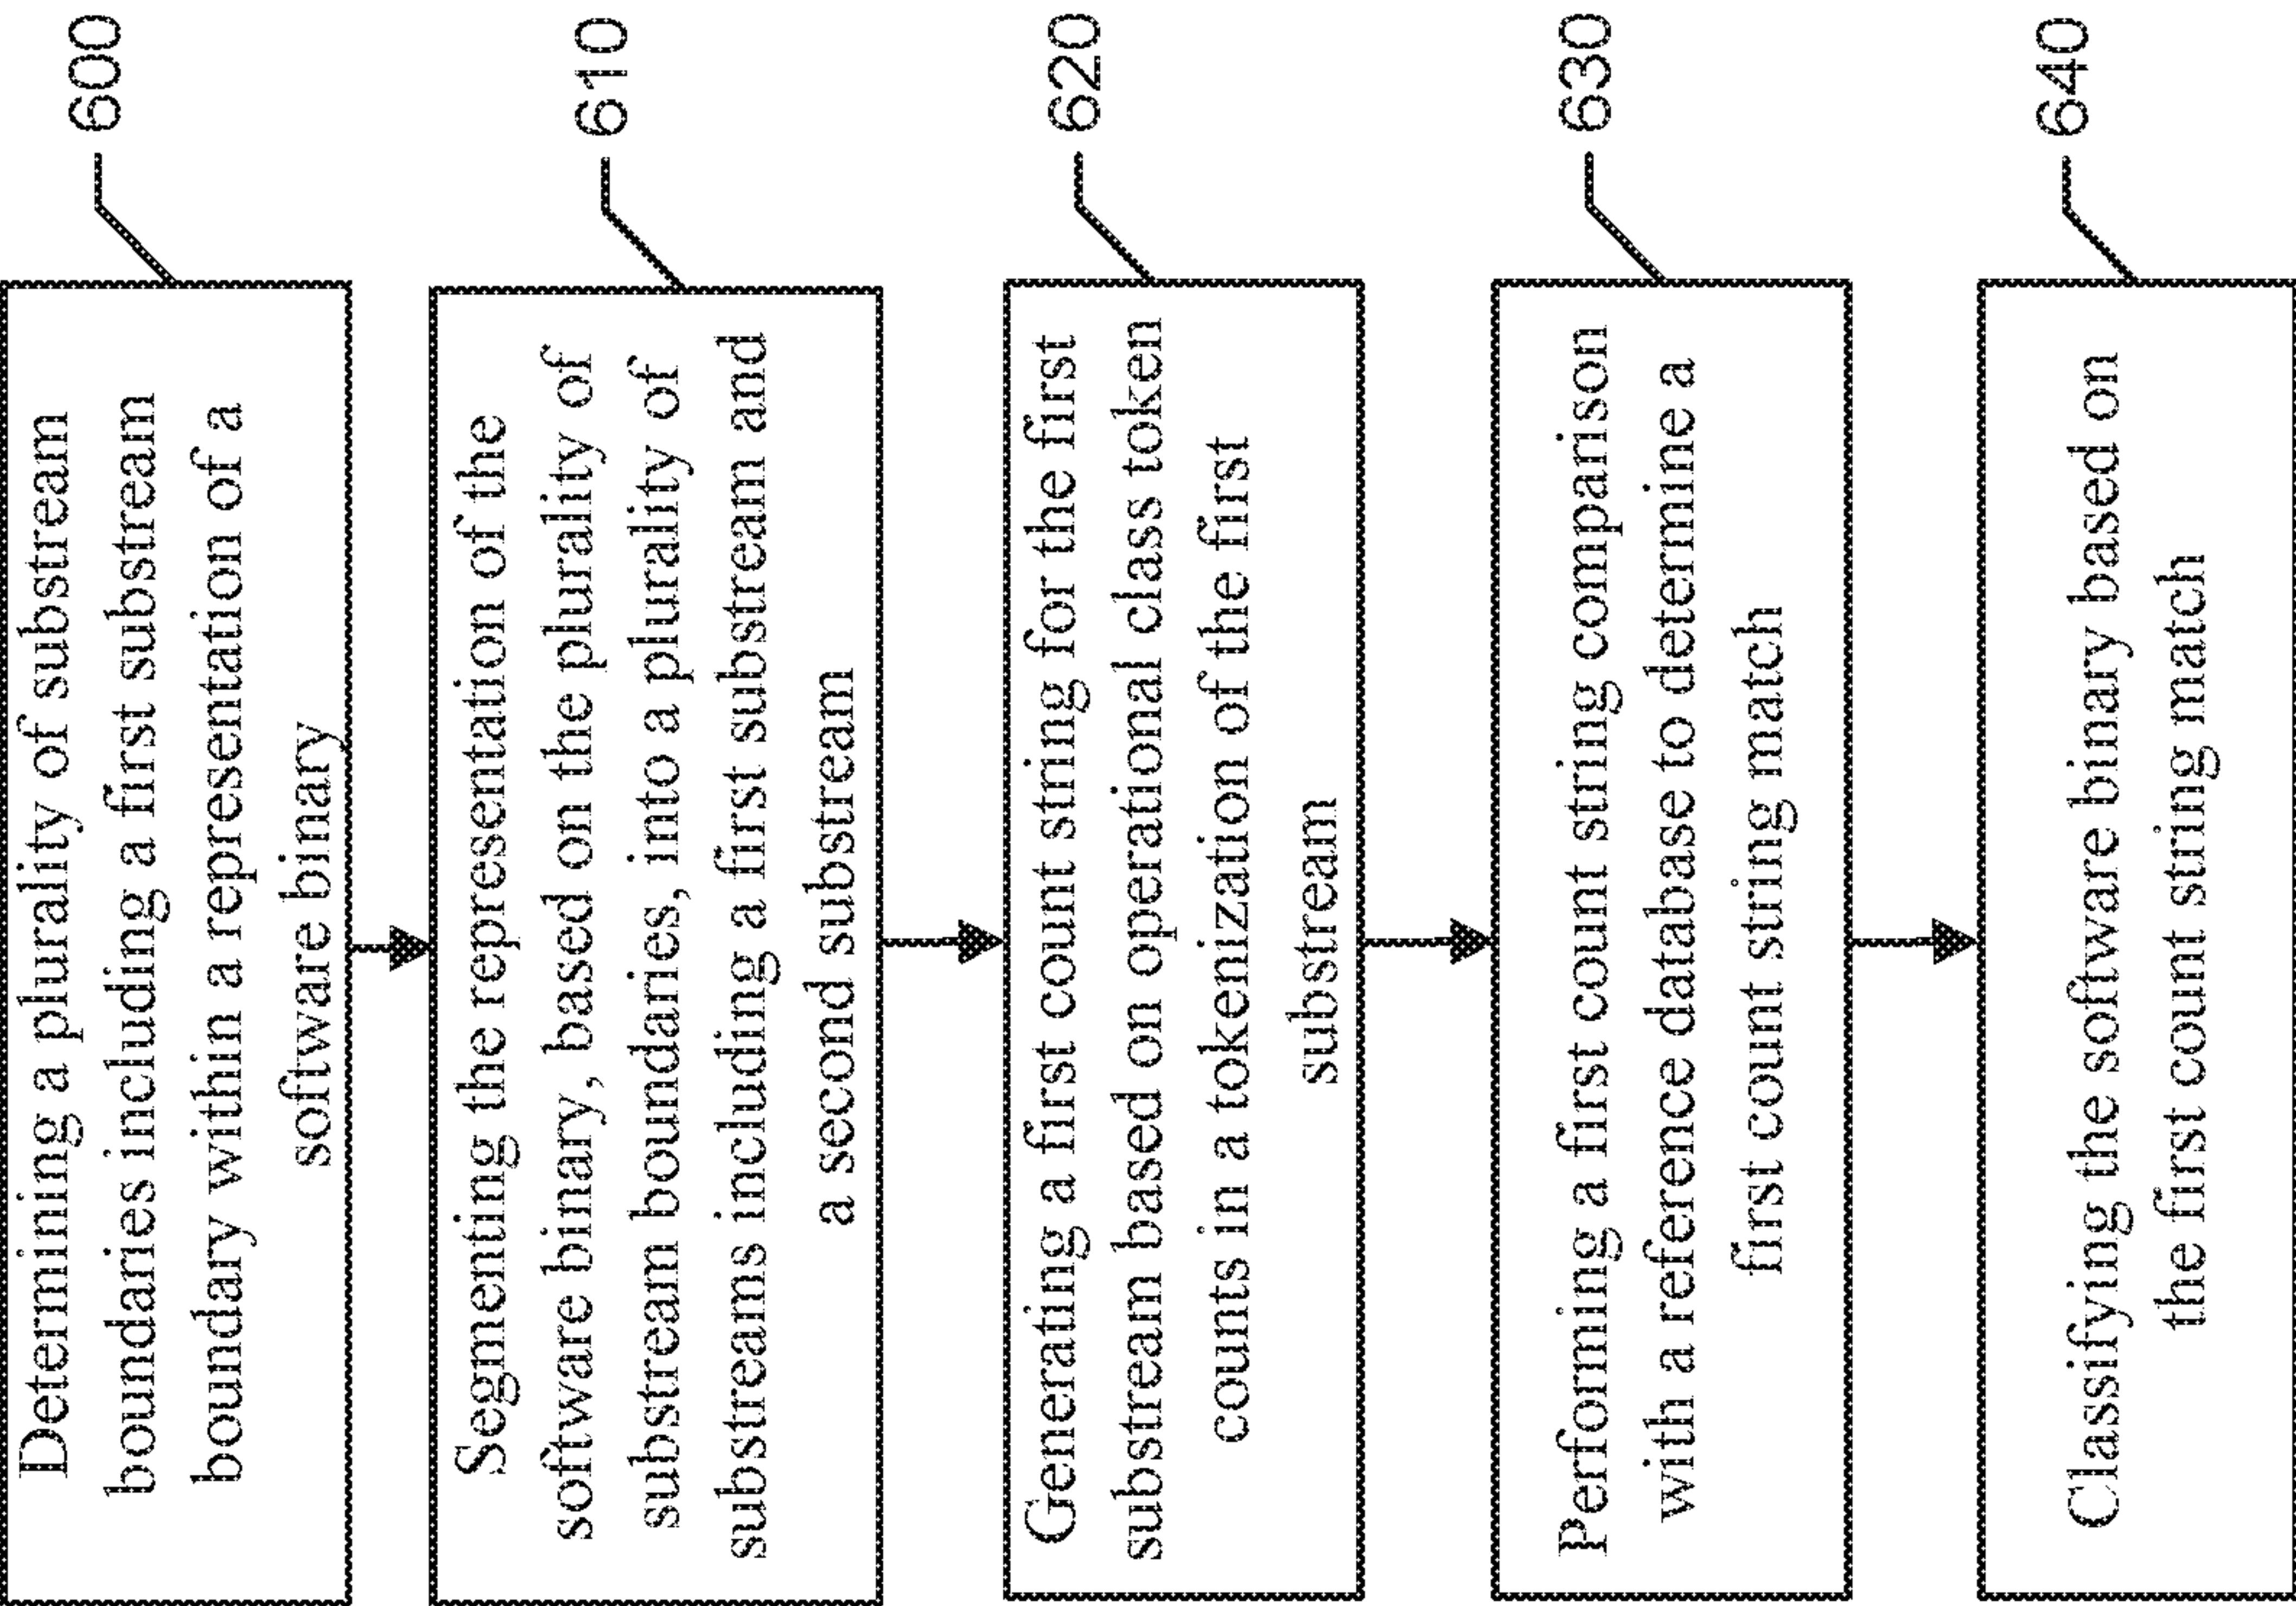 Determining a plurality of substream
boundaries including a first substream
boundary within a representation of a
software binary
600
Segmenting the representation of the
software binary, based on the plurality of
substream boundaries, into a plurality of
substreams including a first substream and
a second substream
610
Generating a first count string for the first
substream based on operational class token
counts in a tokenization of the first
substream
620
Performing a first count string comparison
with a reference database to determine a
first count string match
630
Classifying the software binary based on
the first count string match
640